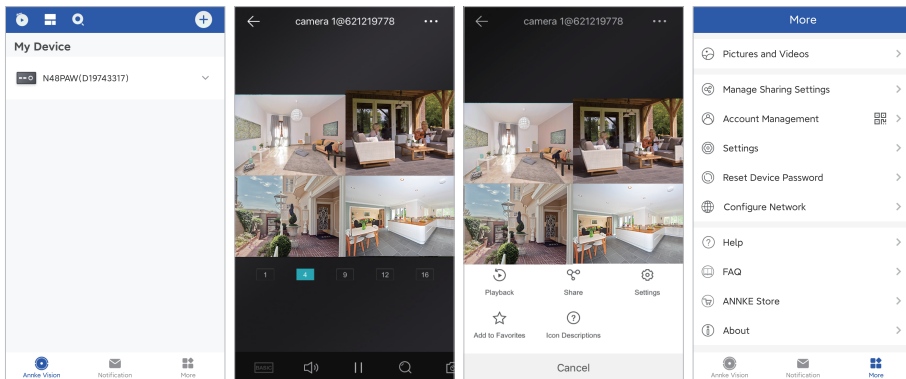 My Device
N48PAW(D19743317)
Annke Vision
Notification
More
camera 1@621219778
1 4 9 12 16
BASIC
camera 1@621219778
Playback
Share
Settings
Add to Favorites
Icon Descriptions
Cancel
More
Pictures and Videos
Manage Sharing Settings
Account Management
Settings
Reset Device Password
Configure Network
Help
FAQ
ANNKE Store
About
Annke Vision
Notification
More